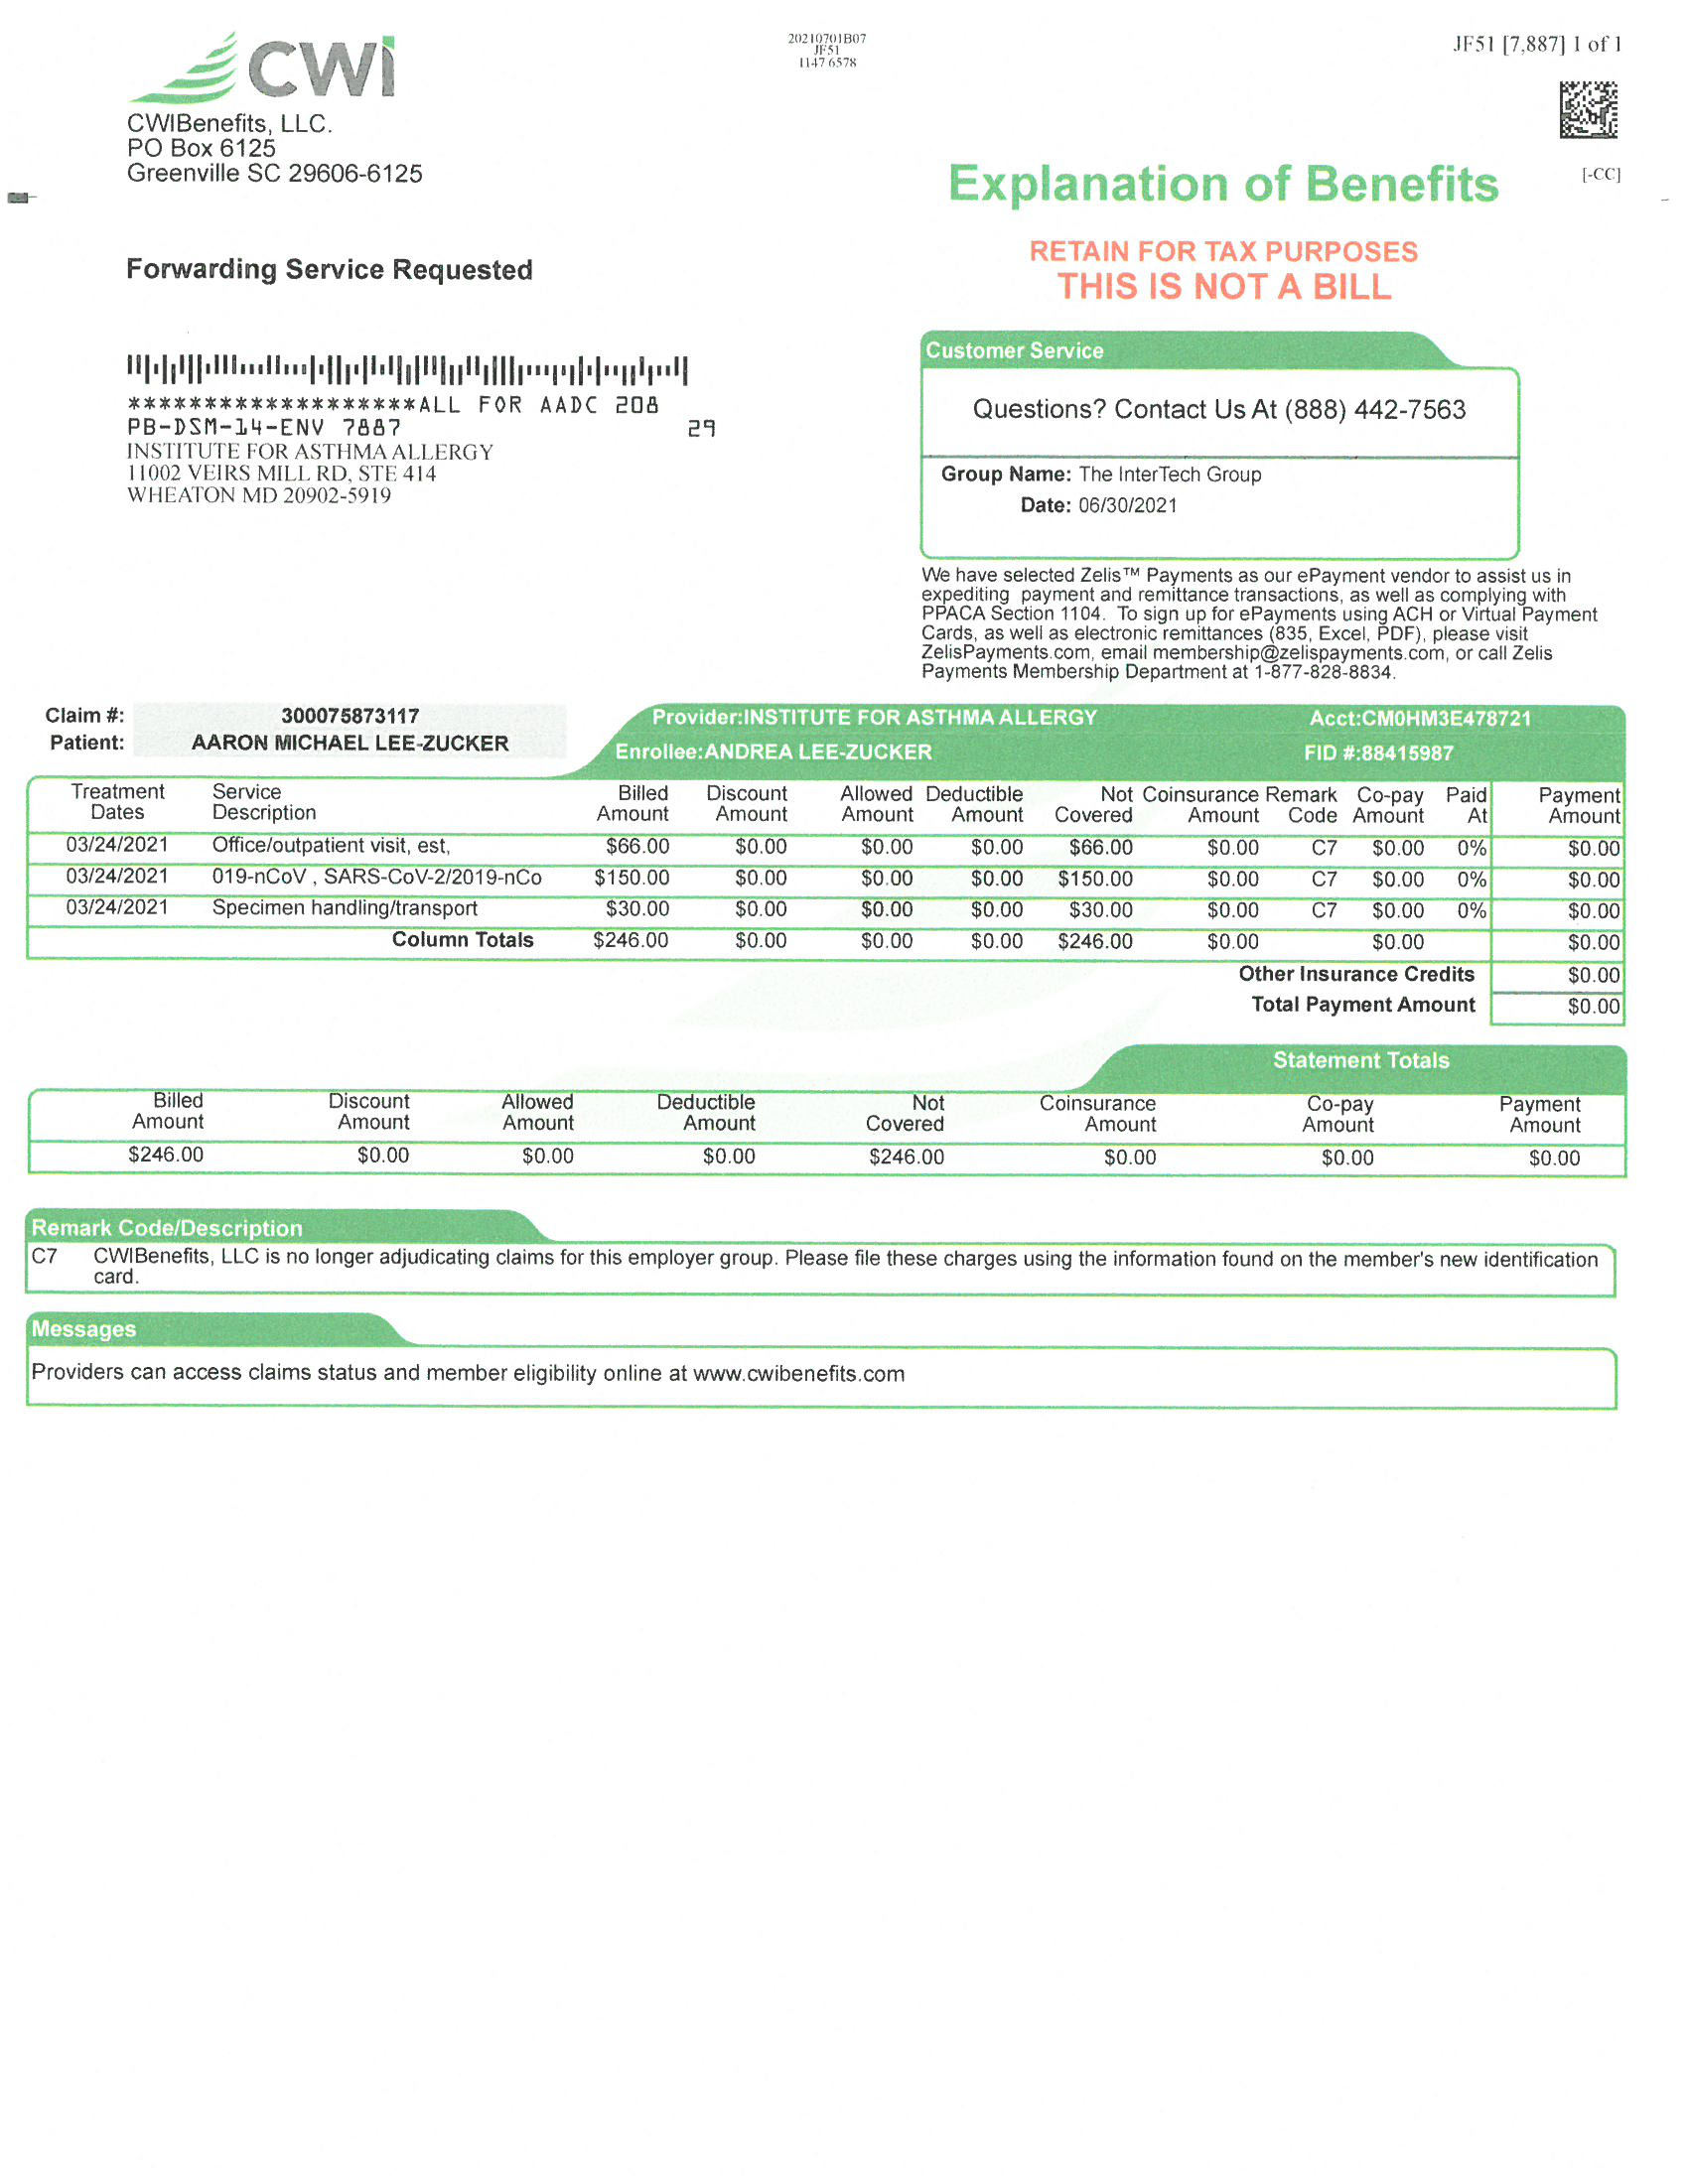 CWI
CWIBenefits, LLC.
PO Box 6125
Greenville SC 29606-6125
20210701B07
JF51
1147 6578
JF51 [7,887] 1 of 1
[-CC]
Explanation of Benefits
RETAIN FOR TAX PURPOSES
THIS IS NOT A BILL
Forwarding Service Requested
*******************ALL FOR AADC 208
PB-DSM-14-ENV 7887 29
INSTITUTE FOR ASTHMA ALLERGY
11002 VEIRS MILL RD, STE 414
WHEATON MD 20902-5919
Customer Service
Questions? Contact Us At (888) 442-7563
Group Name: The InterTech Group
Date: 06/30/2021
We have selected Zelis™ Payments as our ePayment vendor to assist us in
expediting payment and remittance transactions, as well as complying with
PPACA Section 1104. To sign up for ePayments using ACH or Virtual Payment
Cards, as well as electronic remittances (835, Excel, PDF), please visit
ZelisPayments.com, email membership@zelispayments.com, or call Zelis
Payments Membership Department at 1-877-828-8834.
Claim #: 300075873117
Patient: AARON MICHAEL LEE-ZUCKER
Provider:INSTITUTE FOR ASTHMA ALLERGY Acct:CM0HM3E478721
Enrollee:ANDREA LEE-ZUCKER FID #:88415987
Treatment Service Billed Discount Allowed Deductible Not Coinsurance Remark Co-pay Paid Payment
Dates Description Amount Amount Amount Amount Covered Amount Code Amount At Amount
03/24/2021 Office/outpatient visit, est, $66.00 $0.00 $0.00 $0.00 $66.00 $0.00 C7 $0.00 0% $0.00
03/24/2021 019-nCoV , SARS-CoV-2/2019-nCo $150.00 $0.00 $0.00 $0.00 $150.00 $0.00 C7 $0.00 0% $0.00
03/24/2021 Specimen handling/transport $30.00 $0.00 $0.00 $0.00 $30.00 $0.00 C7 $0.00 0% $0.00
Column Totals $246.00 $0.00 $0.00 $0.00 $246.00 $0.00 $0.00 $0.00
Other Insurance Credits $0.00
Total Payment Amount $0.00
Statement Totals
Billed Discount Allowed Deductible Not Coinsurance Co-pay Payment
Amount Amount Amount Amount Covered Amount Amount Amount
$246.00 $0.00 $0.00 $0.00 $246.00 $0.00 $0.00 $0.00
Remark Code/Description
C7 CWIBenefits, LLC is no longer adjudicating claims for this employer group. Please file these charges using the information found on the member's new identification
card.
Messages
Providers can access claims status and member eligibility online at www.cwibenefits.com